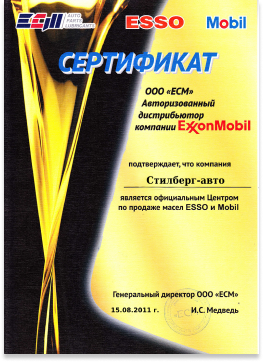 ECM AUTO PARTS LUBRICANTS ESSO Mobil
СЕРТИФИКАТ
ООО «ЕСМ»
Авторизованный
дистрибьютор
компании ExxonMobil
подтверждает, что компания
Стилберг-авто
является официальным Центром
по продаже масел ESSO и Mobil
Генеральный директор ООО «ЕСМ»
15.08.2011 г. И.С. Медведь